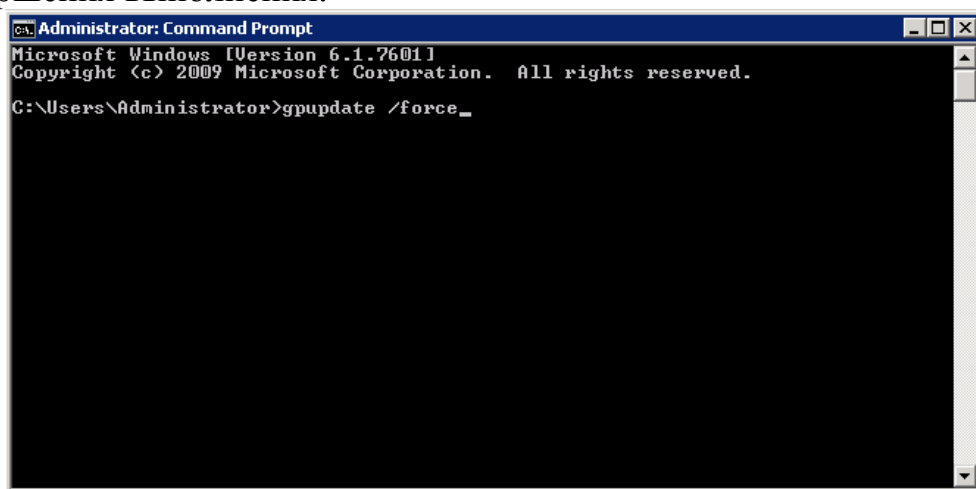 Administrator: Command Prompt
Microsoft Windows [Version 6.1.7601]
Copyright (c) 2009 Microsoft Corporation.  All rights reserved.
C:\Users\Administrator>gpupdate /force_